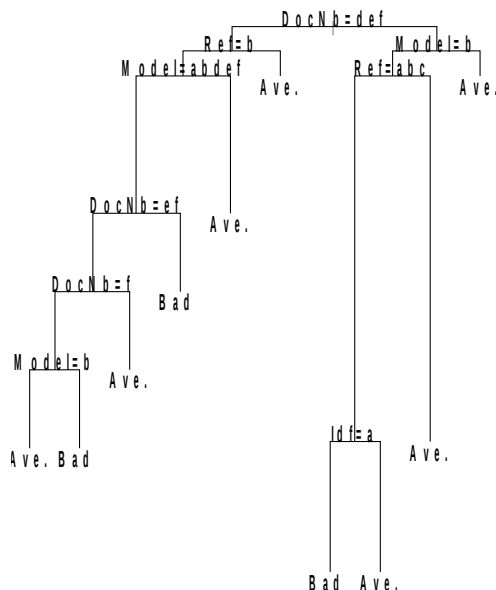 DocNb=def
Ref=b Model=b
Model=abdef Ref=abc
Ave. Ave.
DocNb=ef
Ave.
DocNb=f
Bad
Model=b
Ave.
Idf=a
Ave. Bad Ave.
Bad Ave.